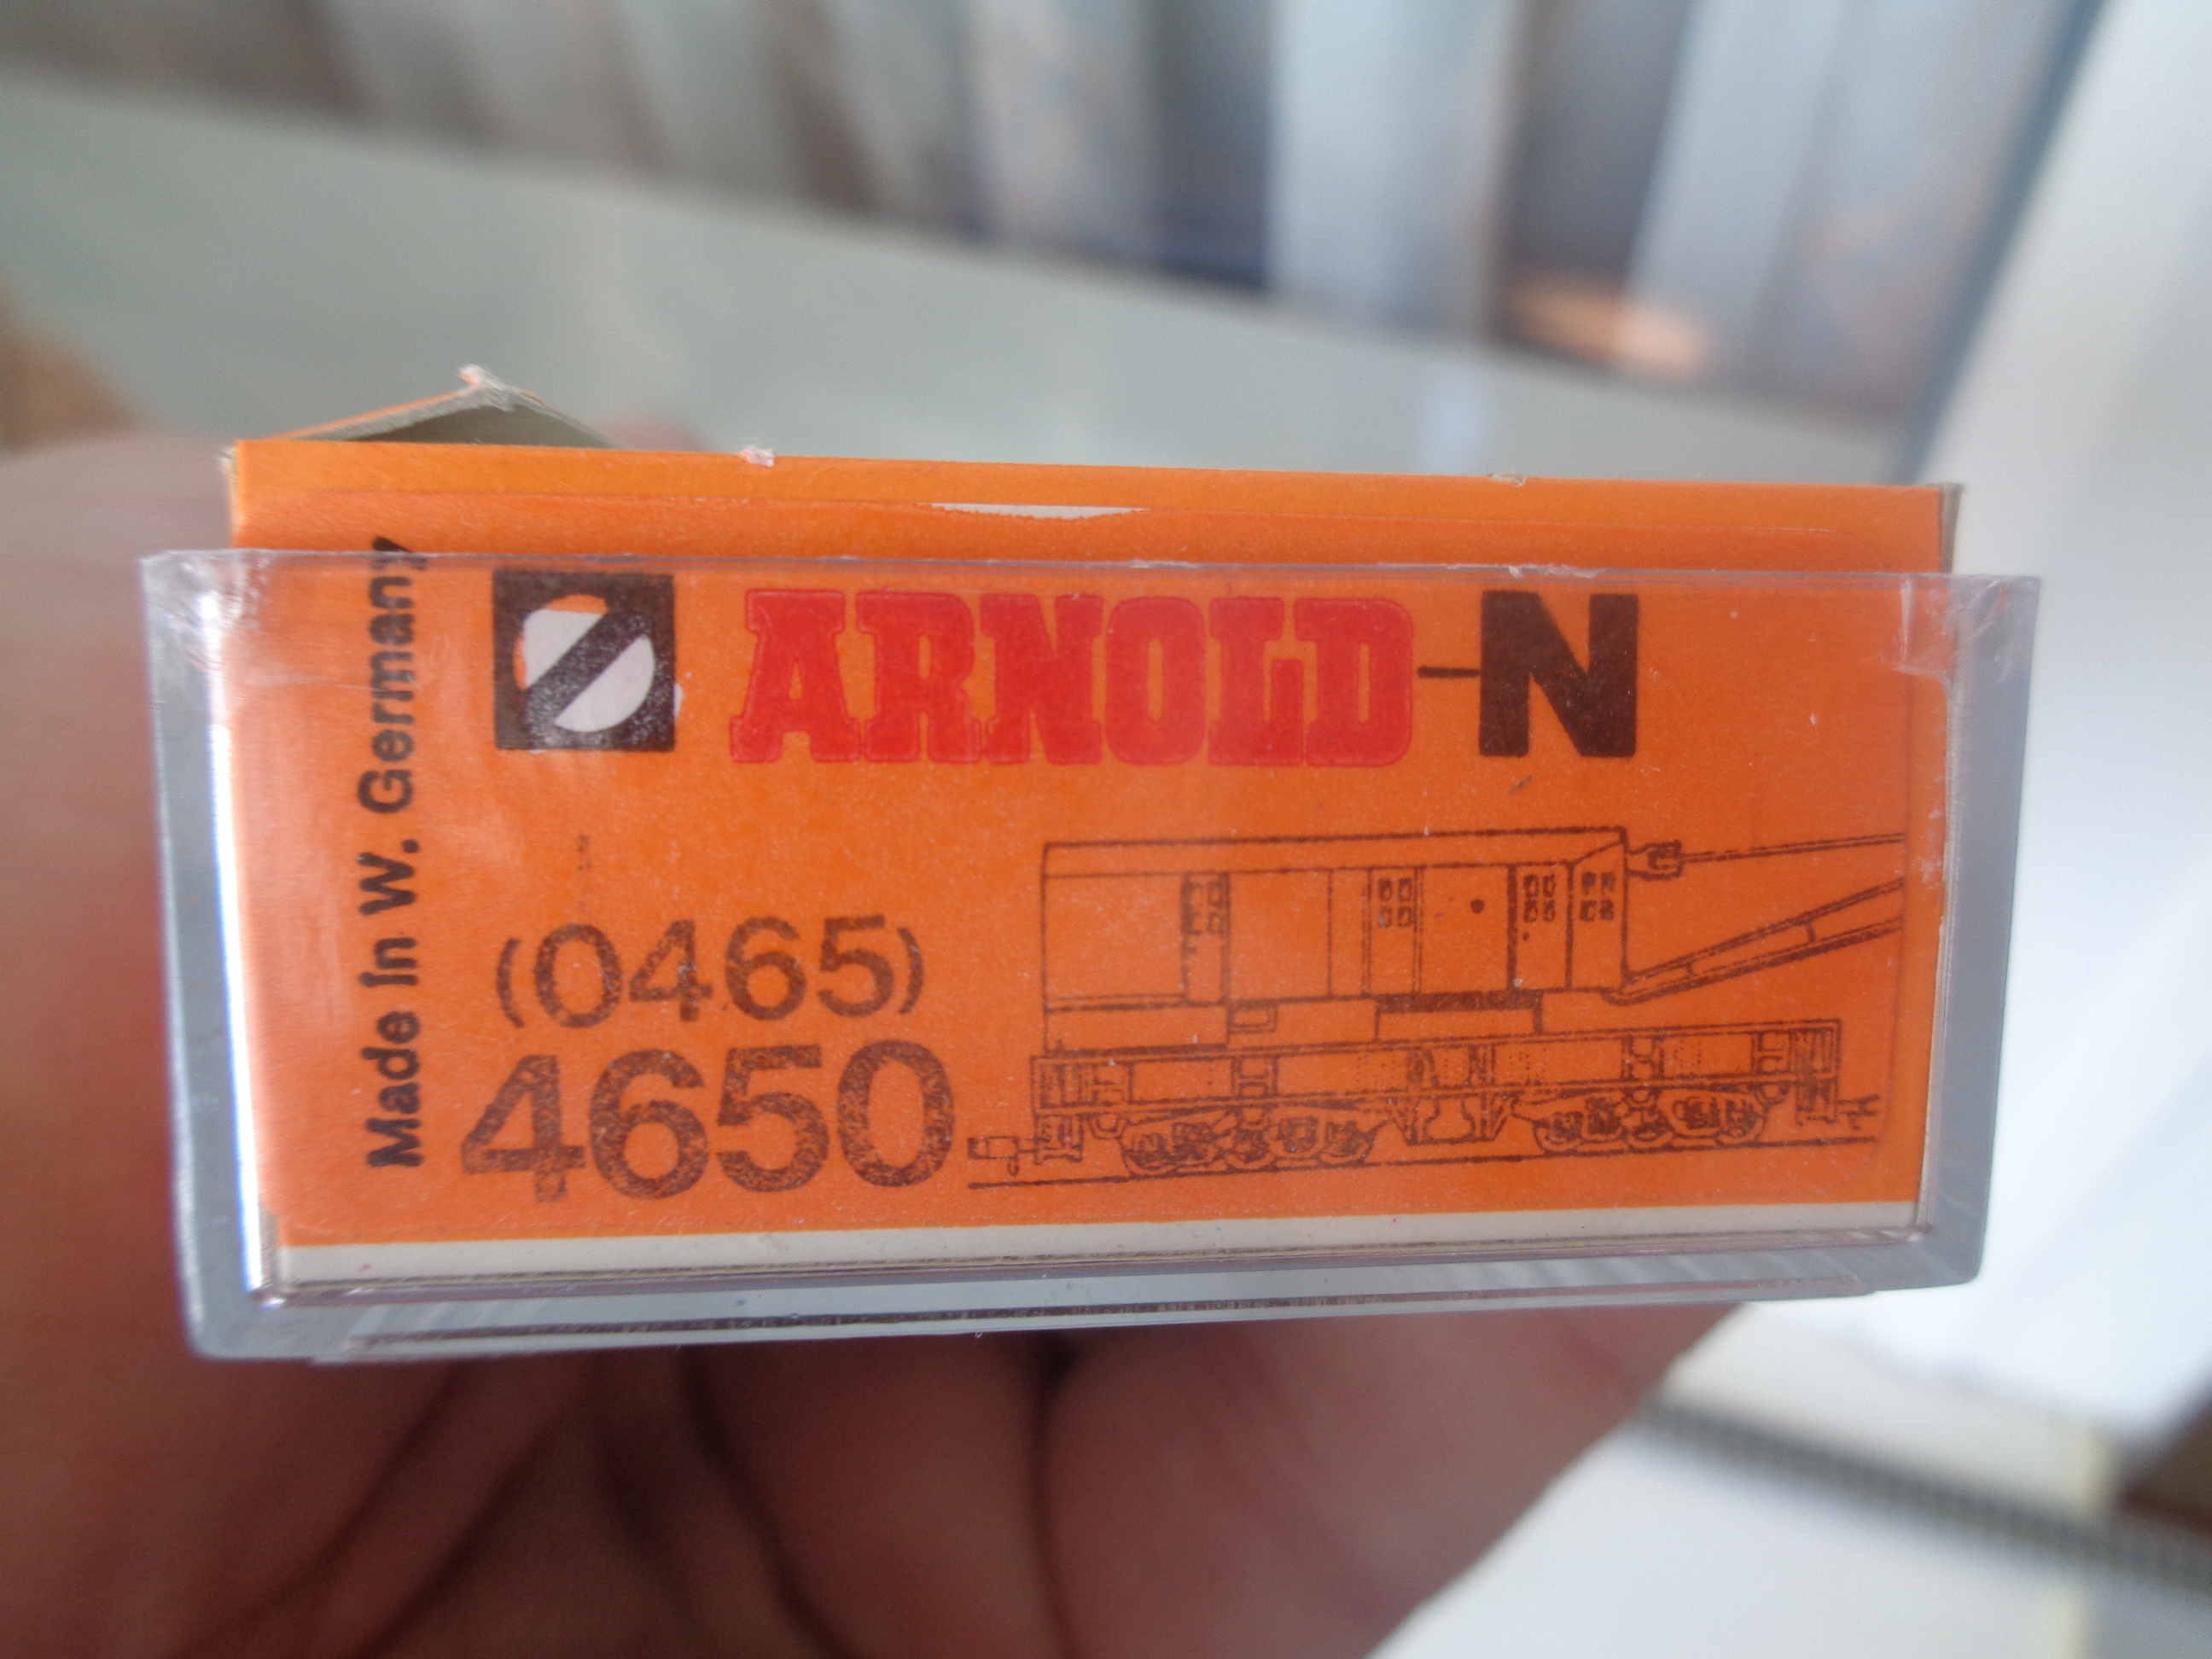 Made in W. Germany
ARNOLD-N
(0465)
4650